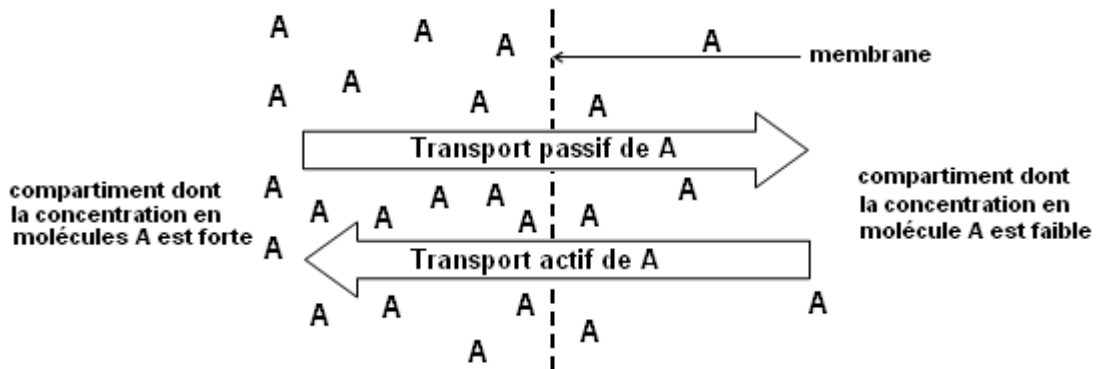 A A A A
membrane
A A A A
Transport passif de A
compartiment dont
la concentration en
molécules A est forte
A A A A
A A A A
A
compartiment dont
la concentration en
molécule A est faible
Transport actif de A
A A A A
A A